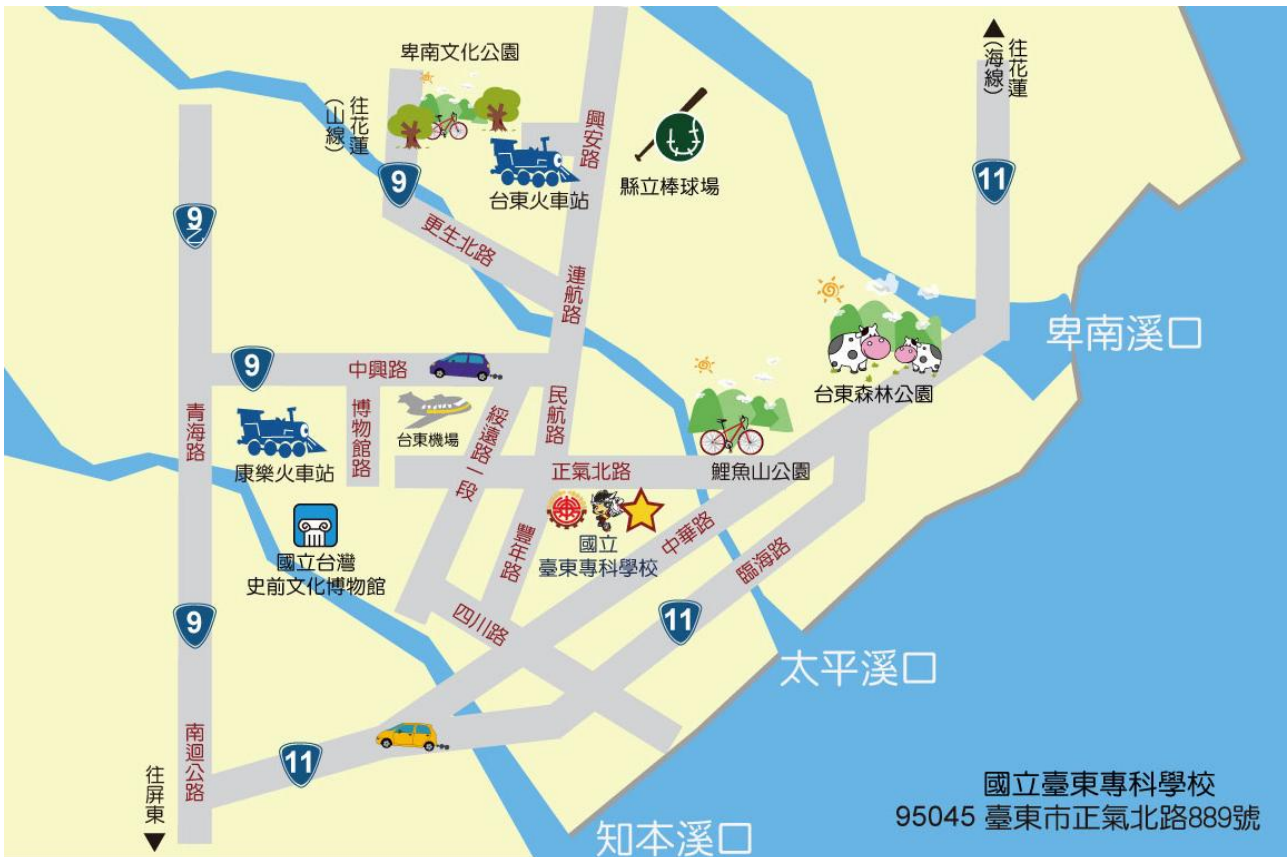 卑南文化公園
往花蓮
(山線)
9
台東火車站
興安路
縣立棒球場
往花蓮
(海線)
11
9
乙
更生北路
連航路
卑南溪口
台東森林公園
9
中興路
青海路
康樂火車站
博物館路
台東機場
綏遠路一段
民航路
正氣北路
鯉魚山公園
國立台灣
史前文化博物館
豐年路
國立
臺東專科學校
中華路
臨海路
9
四川路
11
太平溪口
南迴公路
往屏東
11
知本溪口
國立臺東專科學校
95045 臺東市正氣北路889號